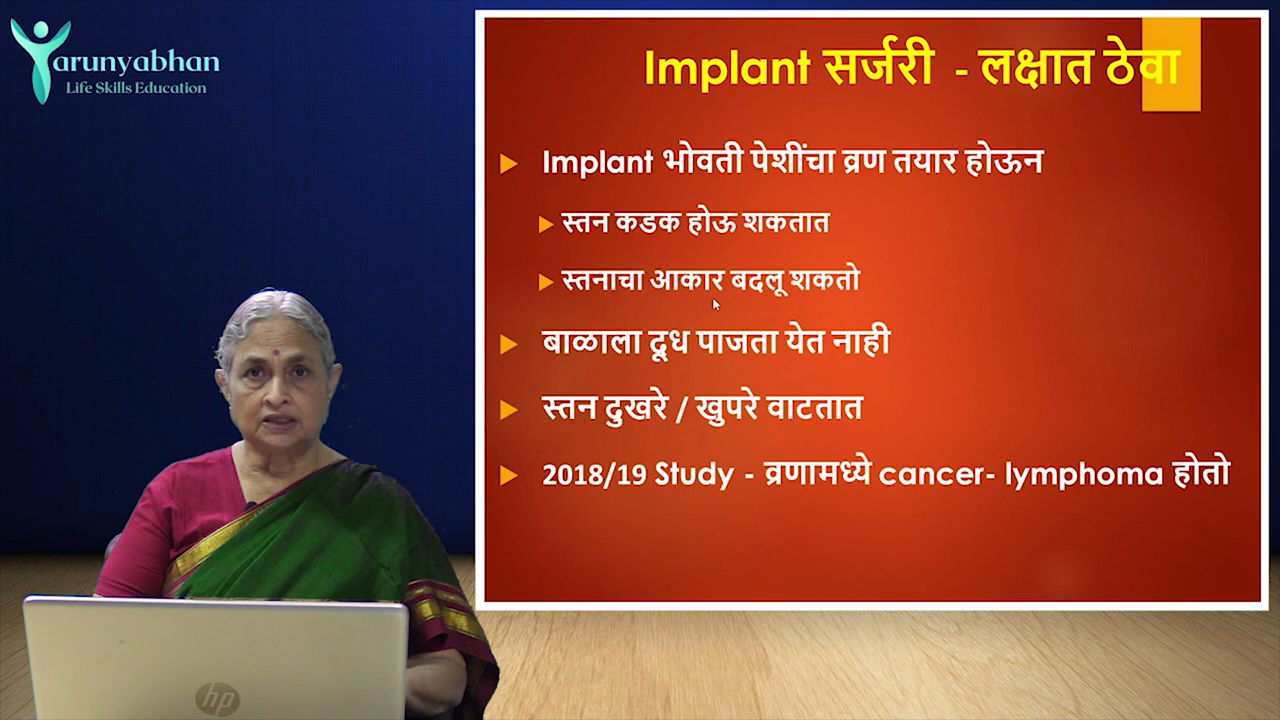 arunyabhan
Life Skills Education
Implant सर्जरी - लक्षात ठेवा
Implant भोवती पेशींचा व्रण तयार होऊन
स्तन कडक होऊ शकतात
स्तनाचा आकार बदलू शकतो
बाळाला दूध पाजता येत नाही
स्तन दुखरे / खुपरे वाटतात
2018/19 Study - व्रणामध्ये cancer- lymphoma होतो
hp